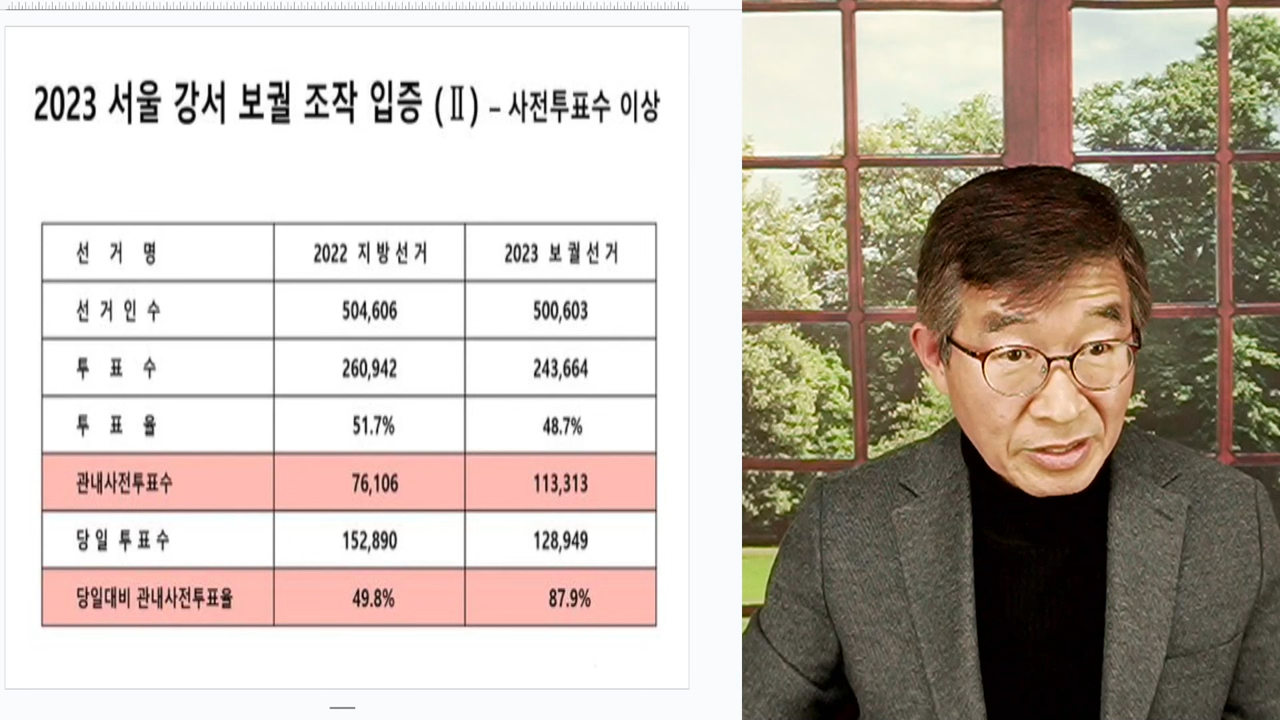 2023 서울 강서 보궐 조작 입증 (Ⅱ) – 사전투표수 이상
선 거 명 2022 지방선거 2023 보궐선거
선 거 인 수 504,606 500,603
투 표 수 260,942 243,664
투 표 율 51.7% 48.7%
관내사전투표수 76,106 113,313
당 일 투 표 수 152,890 128,949
당일대비 관내사전투표율 49.8% 87.9%